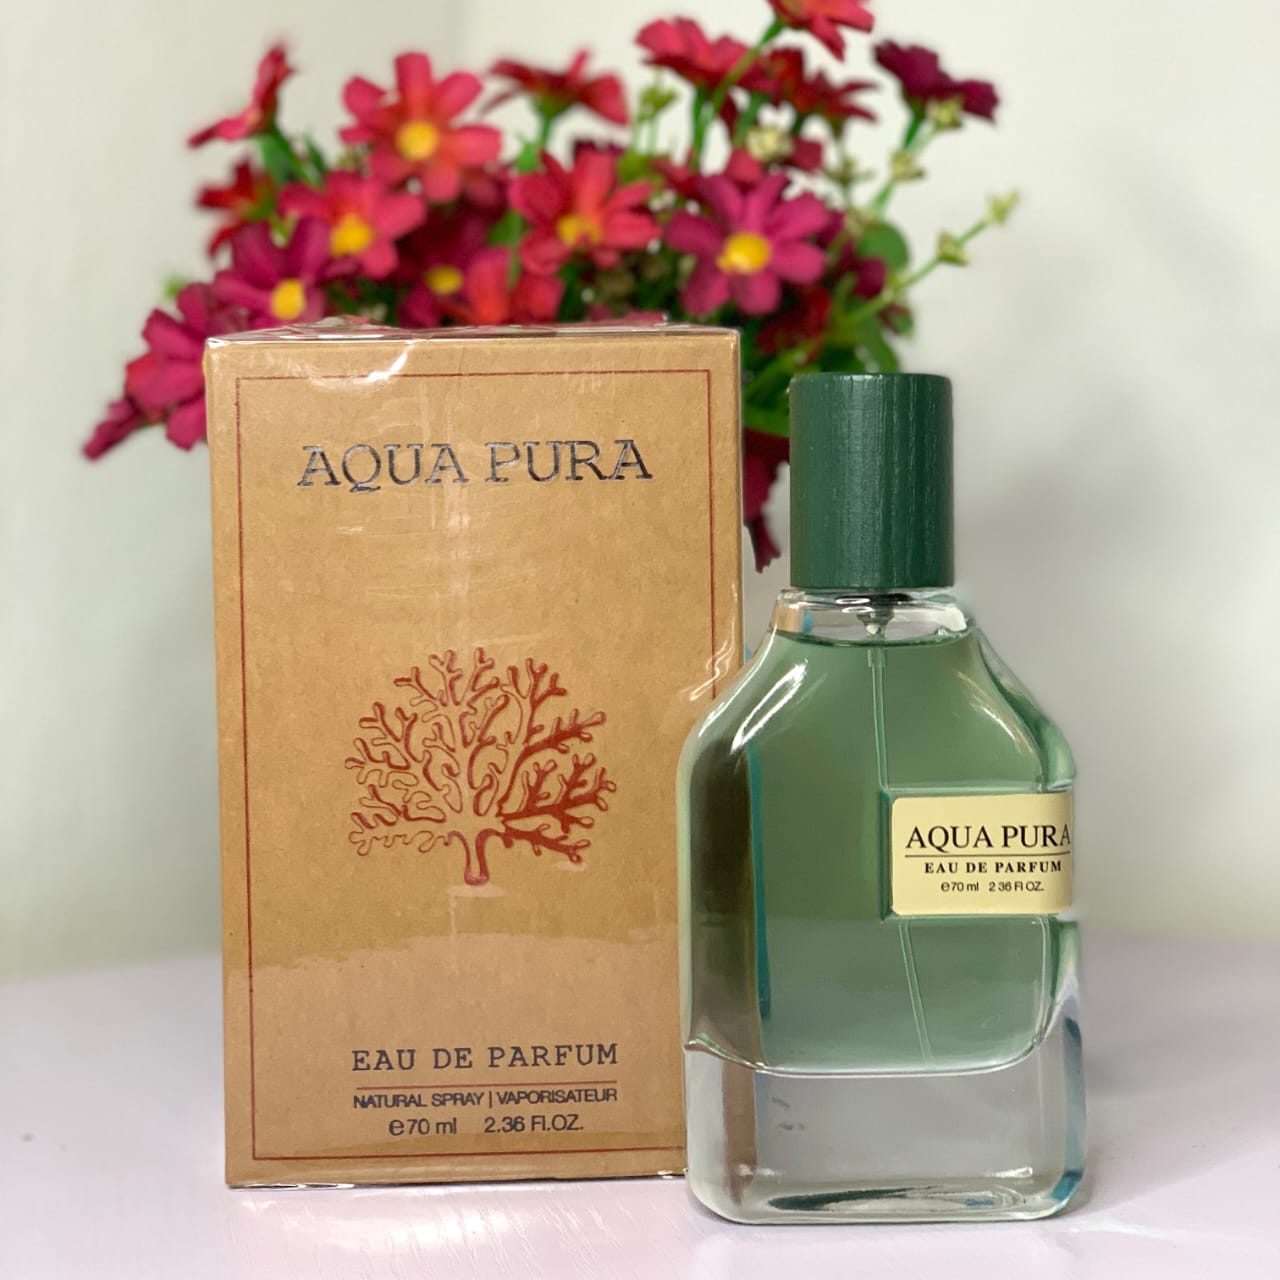 AQUA PURA
EAU DE PARFUM
NATURAL SPRAY | VAPORISATEUR
e70 ml 2.36 Fl.OZ.
AQUA PURA
EAU DE PARFUM
e70 ml 2 36 Fl OZ.